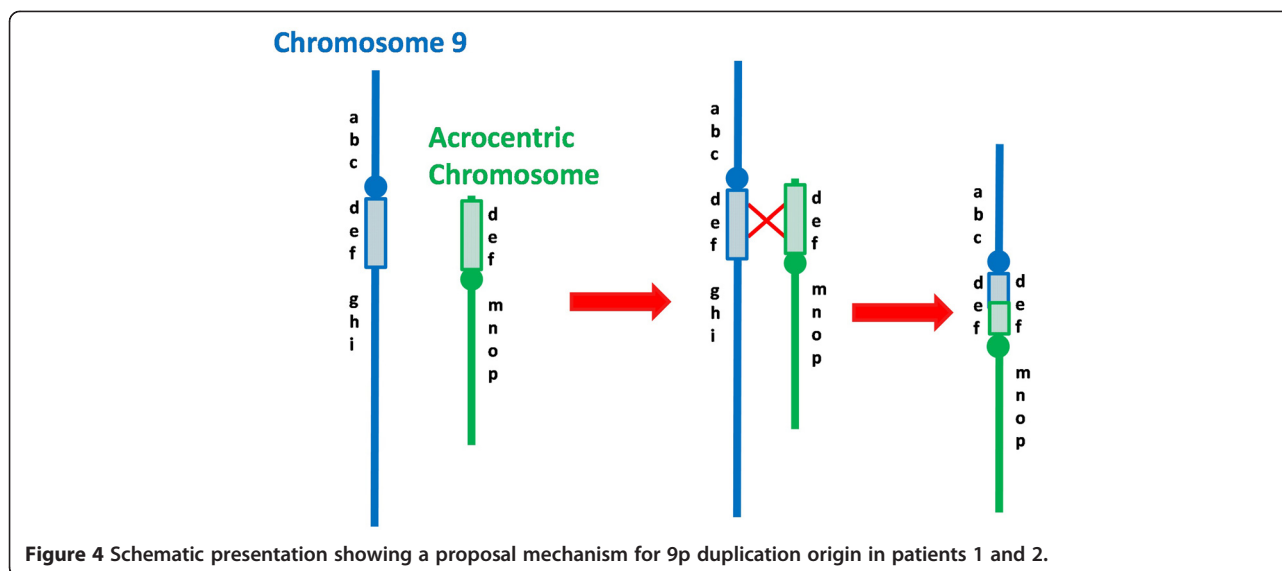 Chromosome 9
a
b
c
d
e
f
g
h
i
Acrocentric
Chromosome
d
e
f
m
n
o
p
a
b
c
d
e
f
g
h
i
d
e
f
m
n
o
p
a
b
c
d
e
f
d
e
f
m
n
o
p
Figure 4 Schematic presentation showing a proposal mechanism for 9p duplication origin in patients 1 and 2.